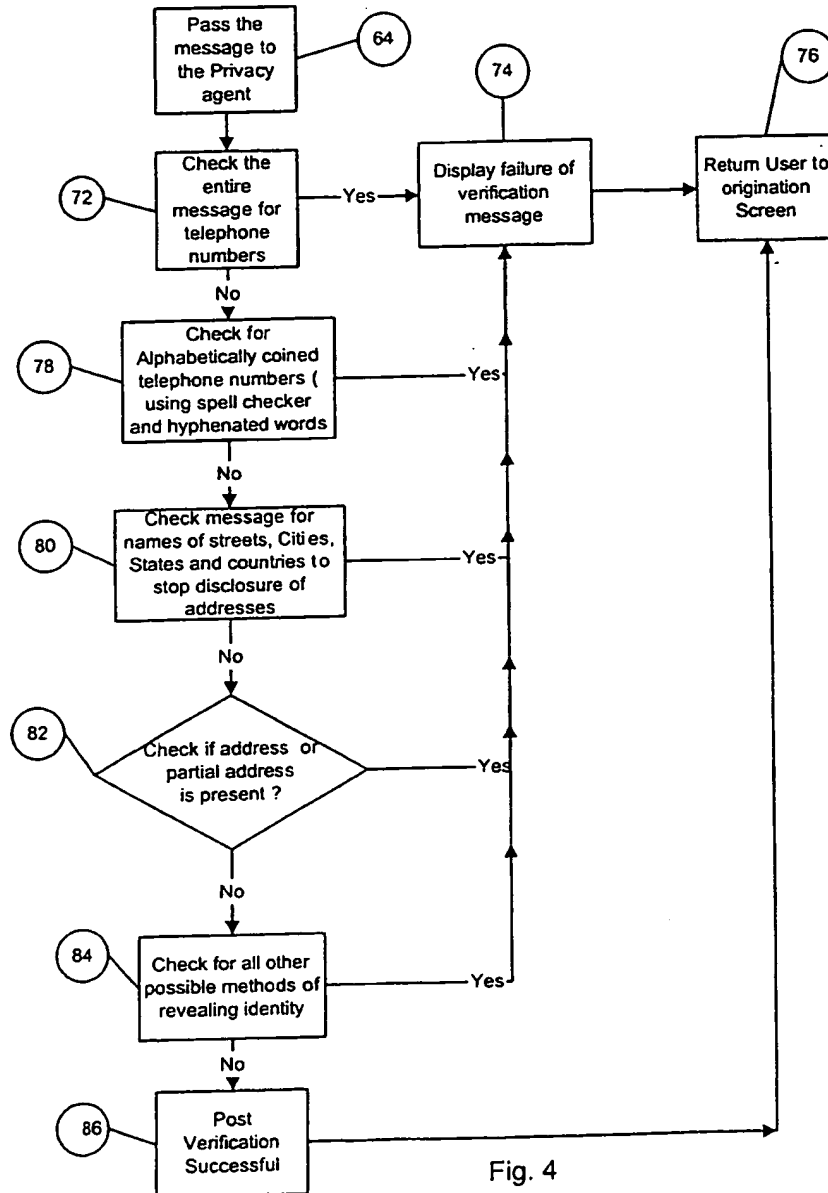 Pass the
message to
the Privacy
agent
64
74
76
Check the
entire
message for
telephone
numbers
72
Yes
Display failure of
verification
message
Return User to
origination
Screen
No
Check for
Alphabetically coined
telephone numbers (
using spell checker
and hyphenated words
78
Yes
No
Check message for
names of streets, Cities,
States and countries to
stop disclosure of
addresses
80
Yes
No
82
Check if address or
partial address
is present ?
Yes
No
84
Check for all other
possible methods of
revealing identity
Yes
No
86
Post
Verification
Successful
Fig. 4